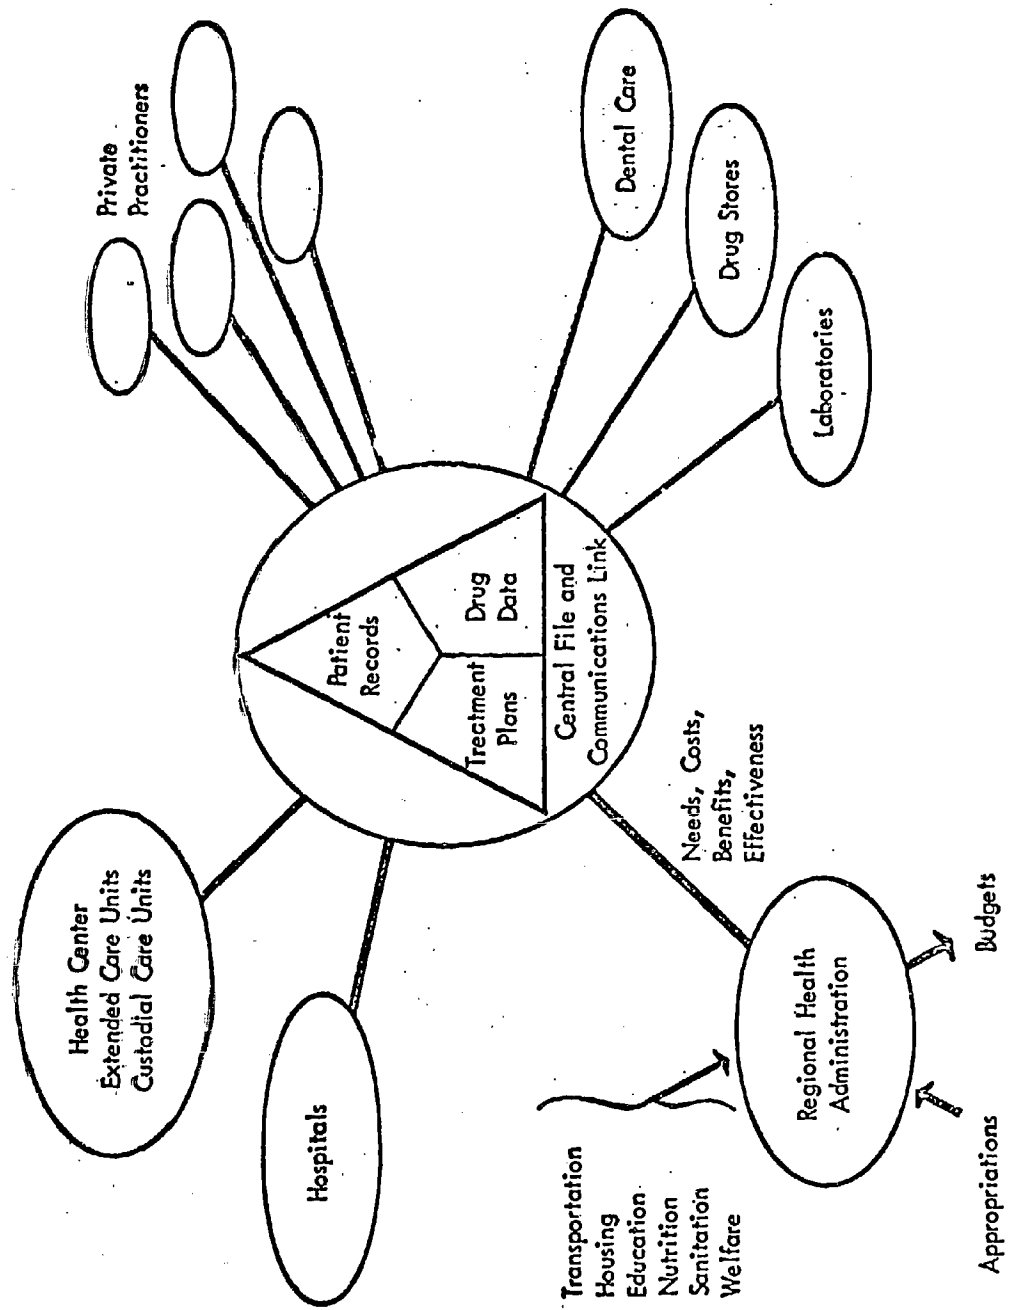 Health Center
Extended Care Units
Custodial Care Units
Private
Practitioners
Hospitals
Patient
Records
Treatment
Plans
Drug
Data
Central File and
Communications Link
Dental Care
Drug Stores
Laboratories
Transportation
Housing
Education
Nutrition
Sanitation
Welfare
Needs, Costs,
Benefits,
Effectiveness
Regional Health
Administration
Appropriations
Budgets